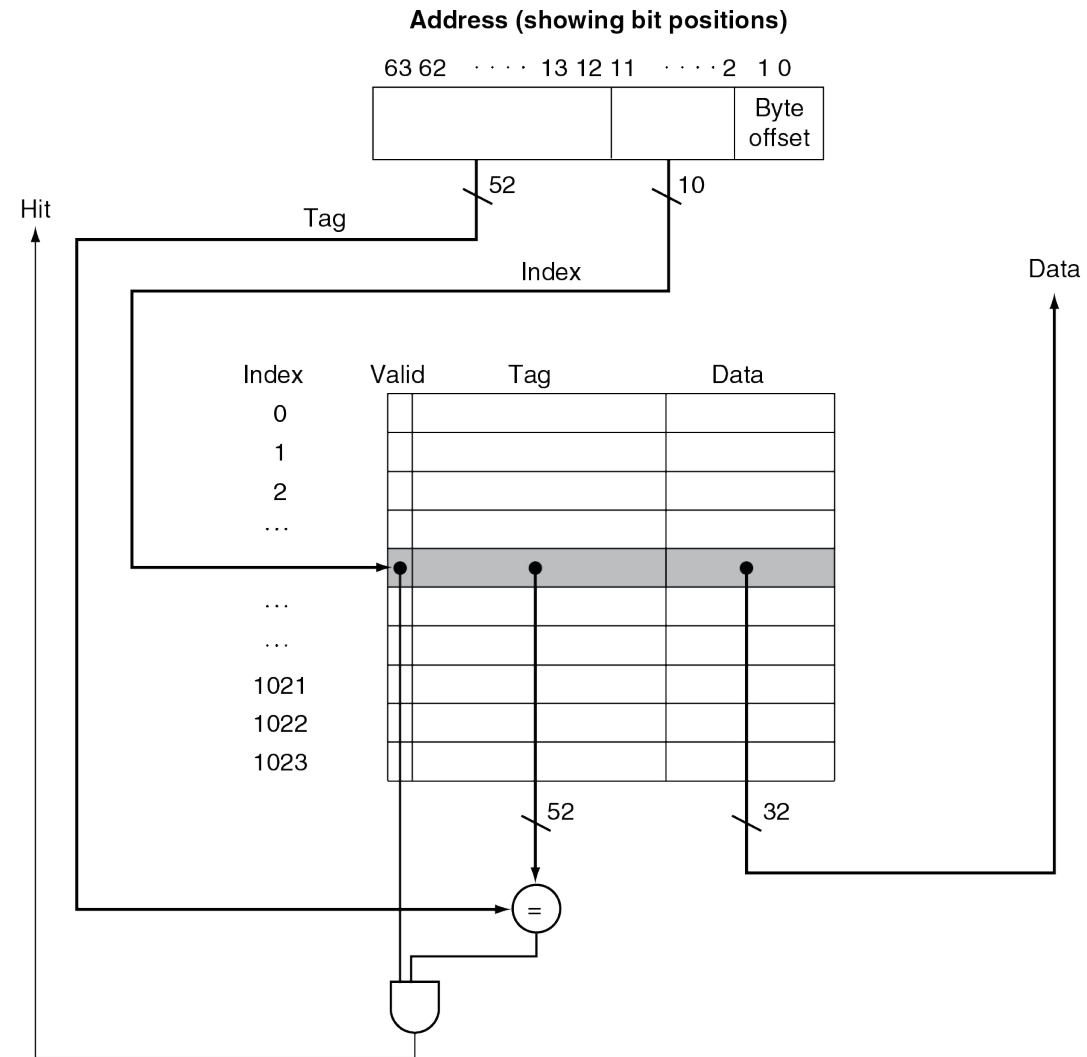 Address (showing bit positions)
63 62 · · · · 13 12 11 · · · · 2 1 0
Byte
offset
52 10
Hit
Tag
Index
Data
Index Valid Tag Data
0
1
2
...
...
...
1021
1022
1023
52 32
=